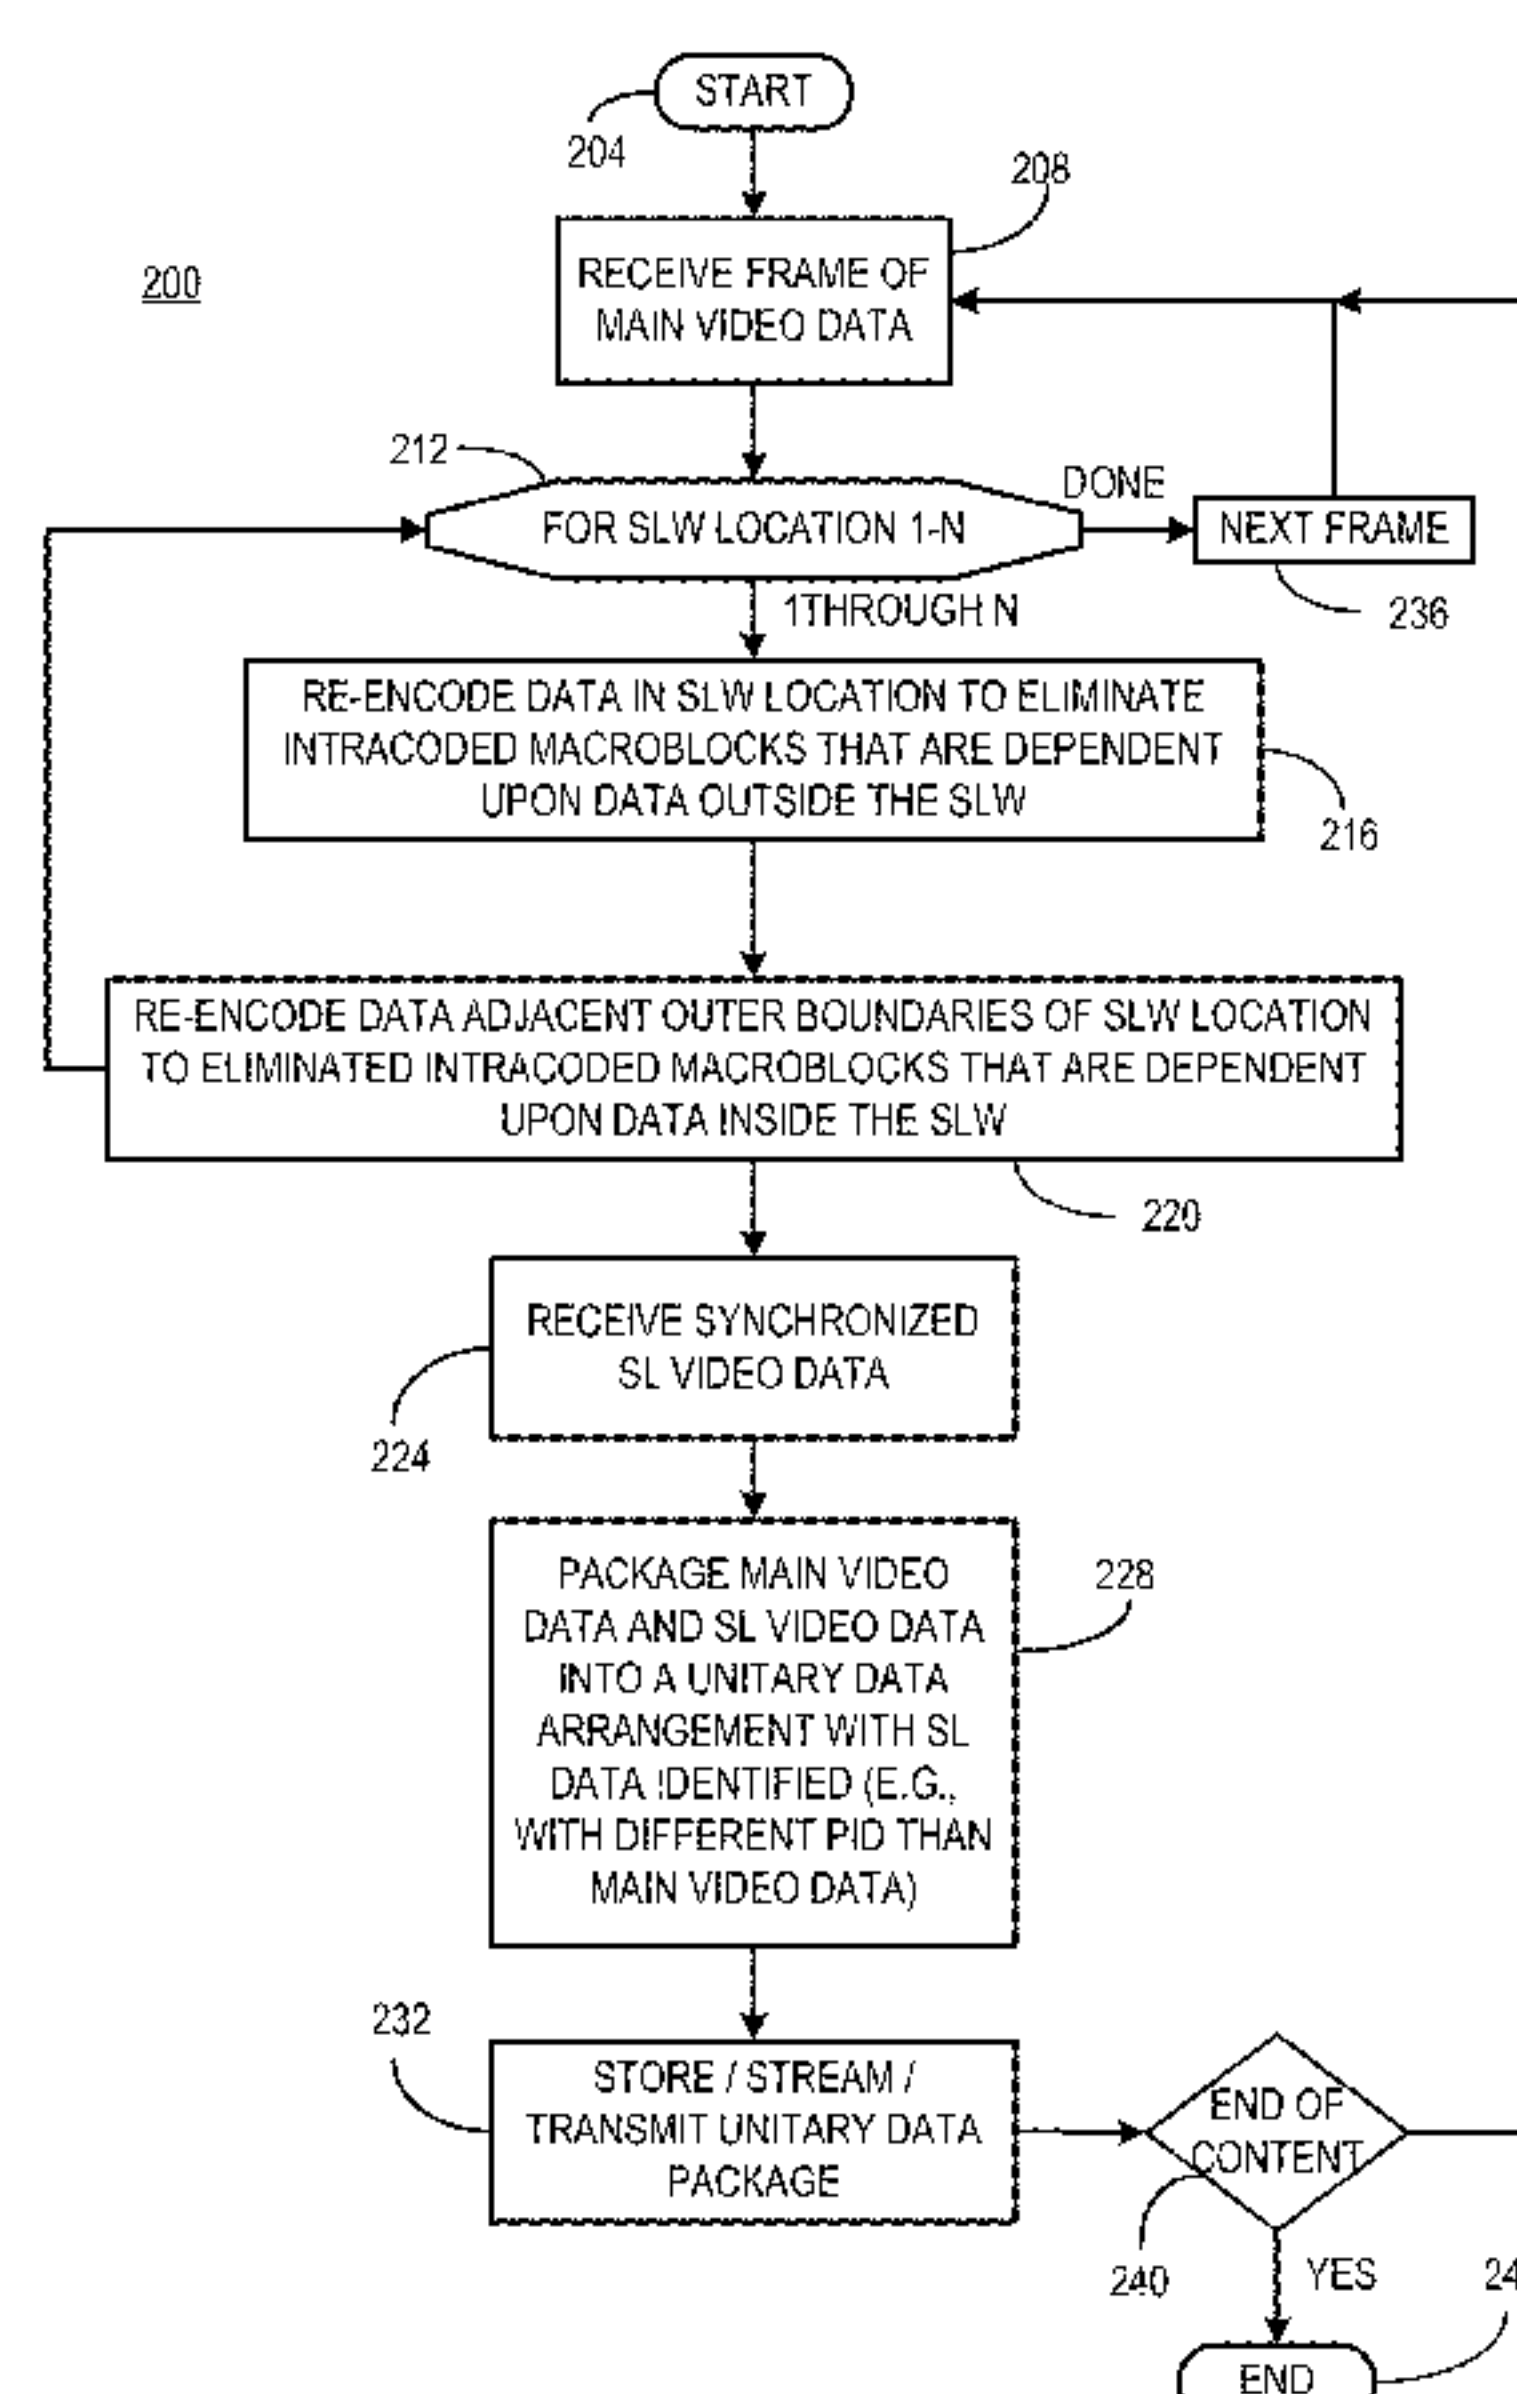 START
204
208
200
RECEIVE FRAME OF
MAIN VIDEO DATA
212
DONE
FOR SLW LOCATION 1-N
NEXT FRAME
1THROUGH N
236
RE-ENCODE DATA IN SLW LOCATION TO ELIMINATE
INTRACODED MACROBLOCKS THAT ARE DEPENDENT
UPON DATA OUTSIDE THE SLW
216
RE-ENCODE DATA ADJACENT OUTER BOUNDARIES OF SLW LOCATION
TO ELIMINATED INTRACODED MACROBLOCKS THAT ARE DEPENDENT
UPON DATA INSIDE THE SLW
220
RECEIVE SYNCHRONIZED
SL VIDEO DATA
224
PACKAGE MAIN VIDEO
DATA AND SL VIDEO DATA
INTO A UNITARY DATA
ARRANGEMENT WITH SL
DATA IDENTIFIED (E.G.,
WITH DIFFERENT PID THAN
MAIN VIDEO DATA)
228
232
STORE / STREAM /
TRANSMIT UNITARY DATA
PACKAGE
END OF
CONTENT
240
YES
END